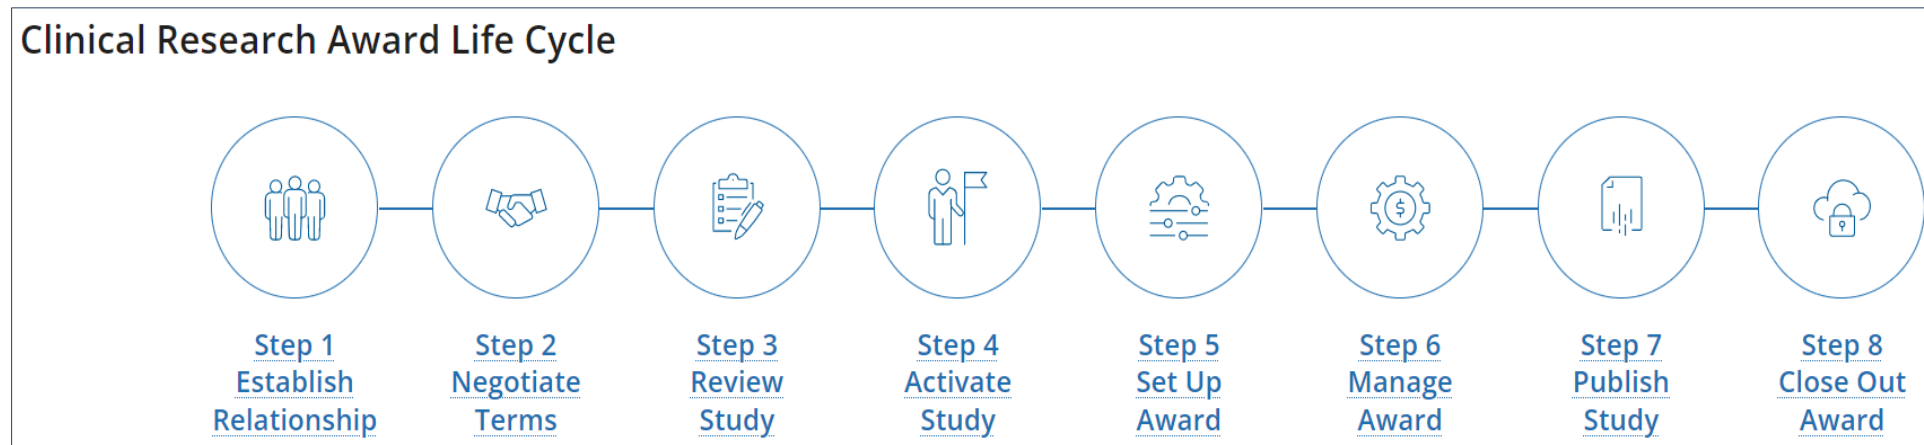 Clinical Research Award Life Cycle
$
Step 1
Establish
Relationship
Step 2
Negotiate
Terms
Step 3
Review
Study
Step 4
Activate
Study
Step 5
Set Up
Award
Step 6
Manage
Award
Step 7
Publish
Study
Step 8
Close Out
Award